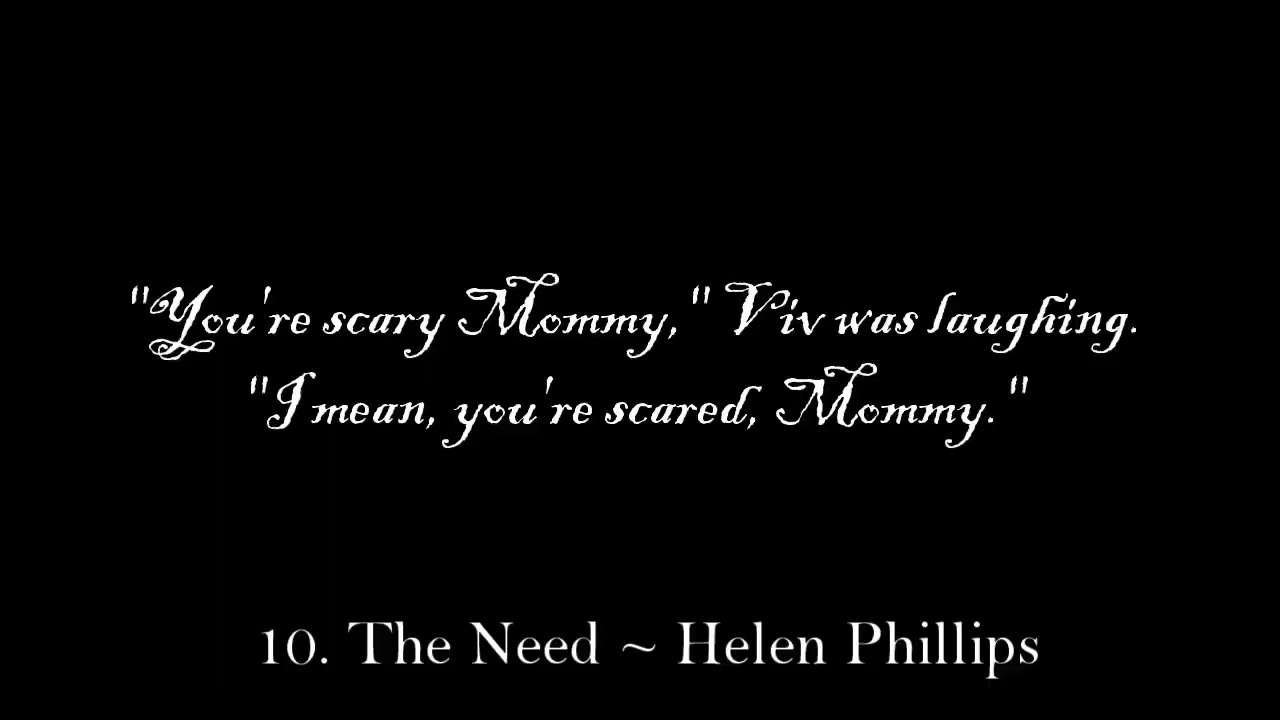 "You're scary Mommy," Viv was laughing.
"I mean, you're scared, Mommy."
10. The Need ~ Helen Phillips